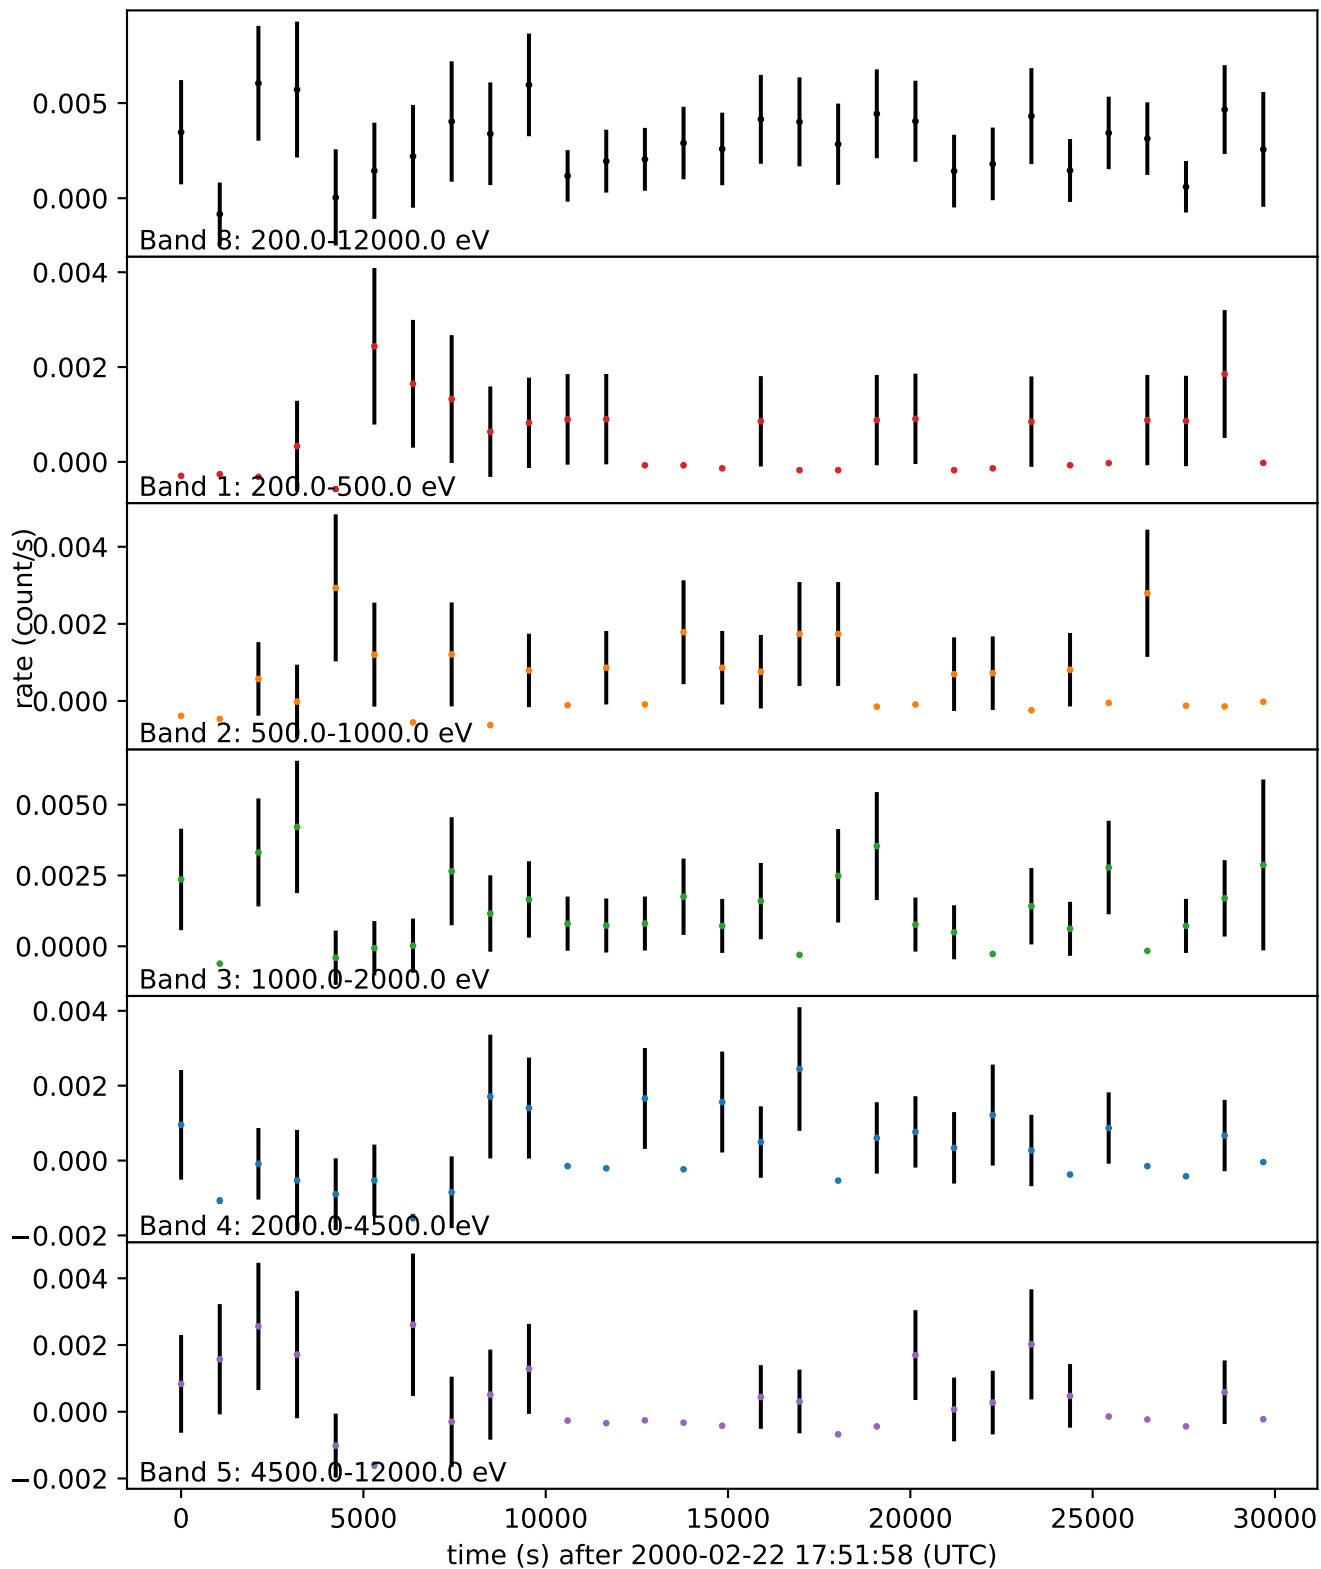 0.005
0.000
Band 8: 200.0-12000.0 eV
0.004
0.002
0.000
Band 1: 200.0-500.0 eV
rate (count/s)
0.004
0.002
0.000
Band 2: 500.0-1000.0 eV
0.0050
0.0025
0.0000
Band 3: 1000.0-2000.0 eV
0.004
0.002
0.000
−0.002
Band 4: 2000.0-4500.0 eV
0.004
0.002
0.000
−0.002
Band 5: 4500.0-12000.0 eV
0 5000 10000 15000 20000 25000 30000
time (s) after 2000-02-22 17:51:58 (UTC)